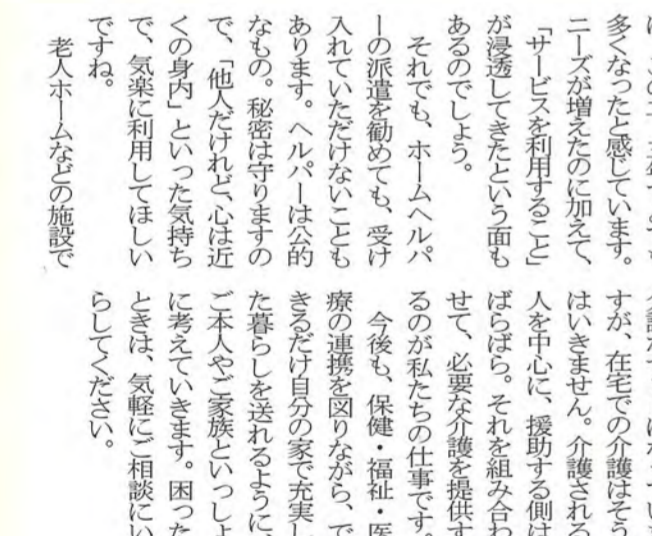 多くなったと感じています。
ニーズが増えたのに加えて、
「サービスを利用すること」
が浸透してきたという面も
あるのでしょう。
それでも、ホームヘルパ
ーの派遣を勧めても、受け
入れていただけないことも
あります。ヘルパーは公的
なもの。秘密は守りますの
で、「他人だけれど、心は近
くの身内」といった気持ち
で、気楽に利用してほしい
ですね。
老人ホームなどの施設で
すが、在宅での介護はそう
はいきません。介護される
人を中心に、援助する側は
ばらばら。それを組み合わ
せて、必要な介護を提供す
るのが私たちの仕事です。
今後も、保健・福祉・医
療の連携を図りながら、で
きるだけ自分の家で充実し
た暮らしを送れるように、
ご本人やご家族といっしょ
に考えていきます。困った
ときは、気軽にご相談にい
らしてください。